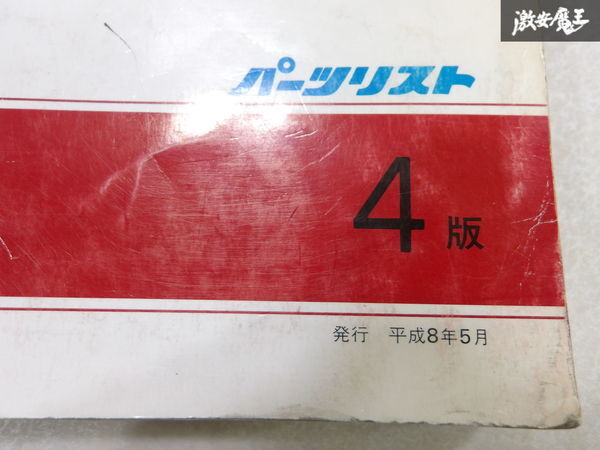 激安魔王
パーツリスト
4版
発行 平成8年5月